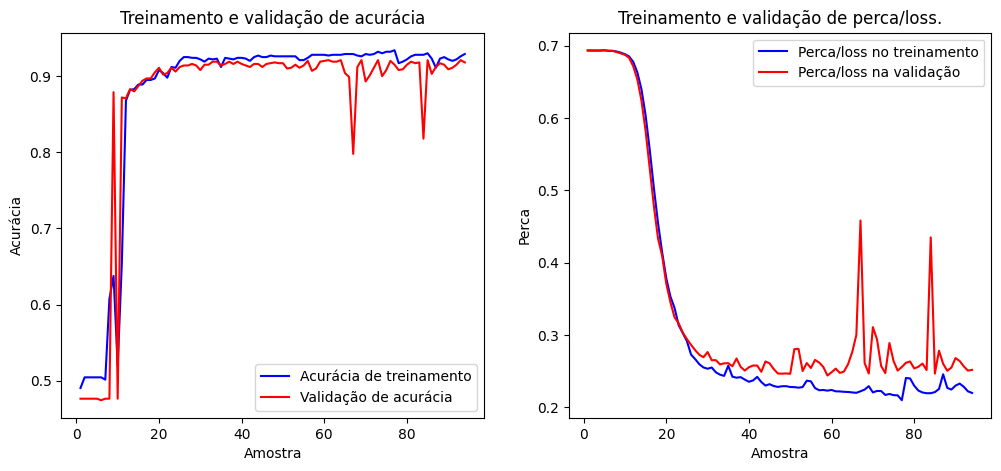 Treinamento e validação de acurácia
Acurácia
0.9
0.8
0.7
0.6
0.5
0
20
40
60
80
Amostra
Acurácia de treinamento
Validação de acurácia
Treinamento e validação de perca/loss.
Perca
0.7
0.6
0.5
0.4
0.3
0.2
0
20
40
60
80
Amostra
Perca/loss no treinamento
Perca/loss na validação